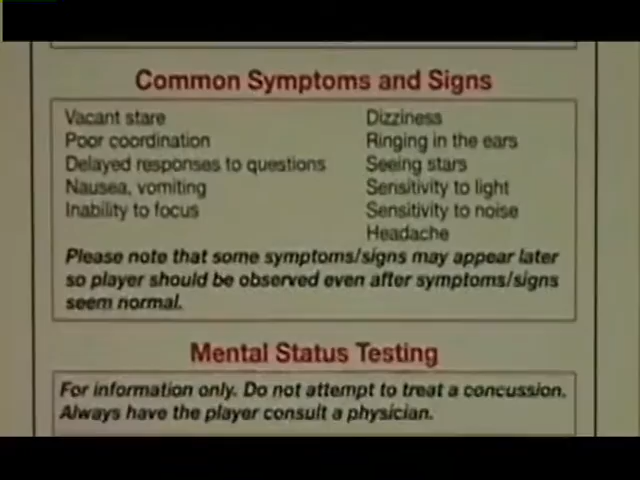 Common Symptoms and Signs
Vacant stare
Poor coordination
Delayed responses to questions
Nausea, vomiting
Inability to focus
Dizziness
Ringing in the ears
Seeing stars
Sensitivity to light
Sensitivity to noise
Headache
Please note that some symptoms/signs may appear later
so player should be observed even after symptoms/signs
seem normal.
Mental Status Testing
For information only. Do not attempt to treat a concussion.
Always have the player consult a physician.